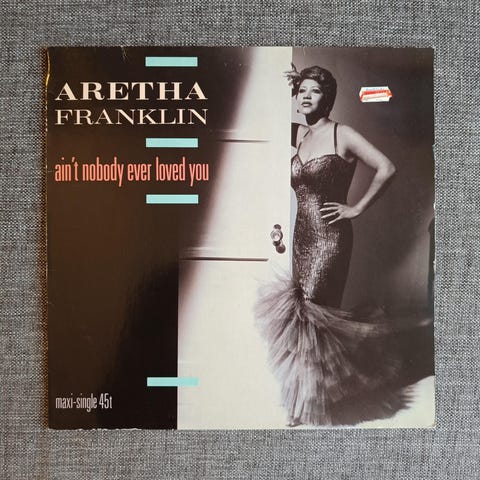 ARETHA
FRANKLIN
ain't nobody ever loved you
maxi-single 45t